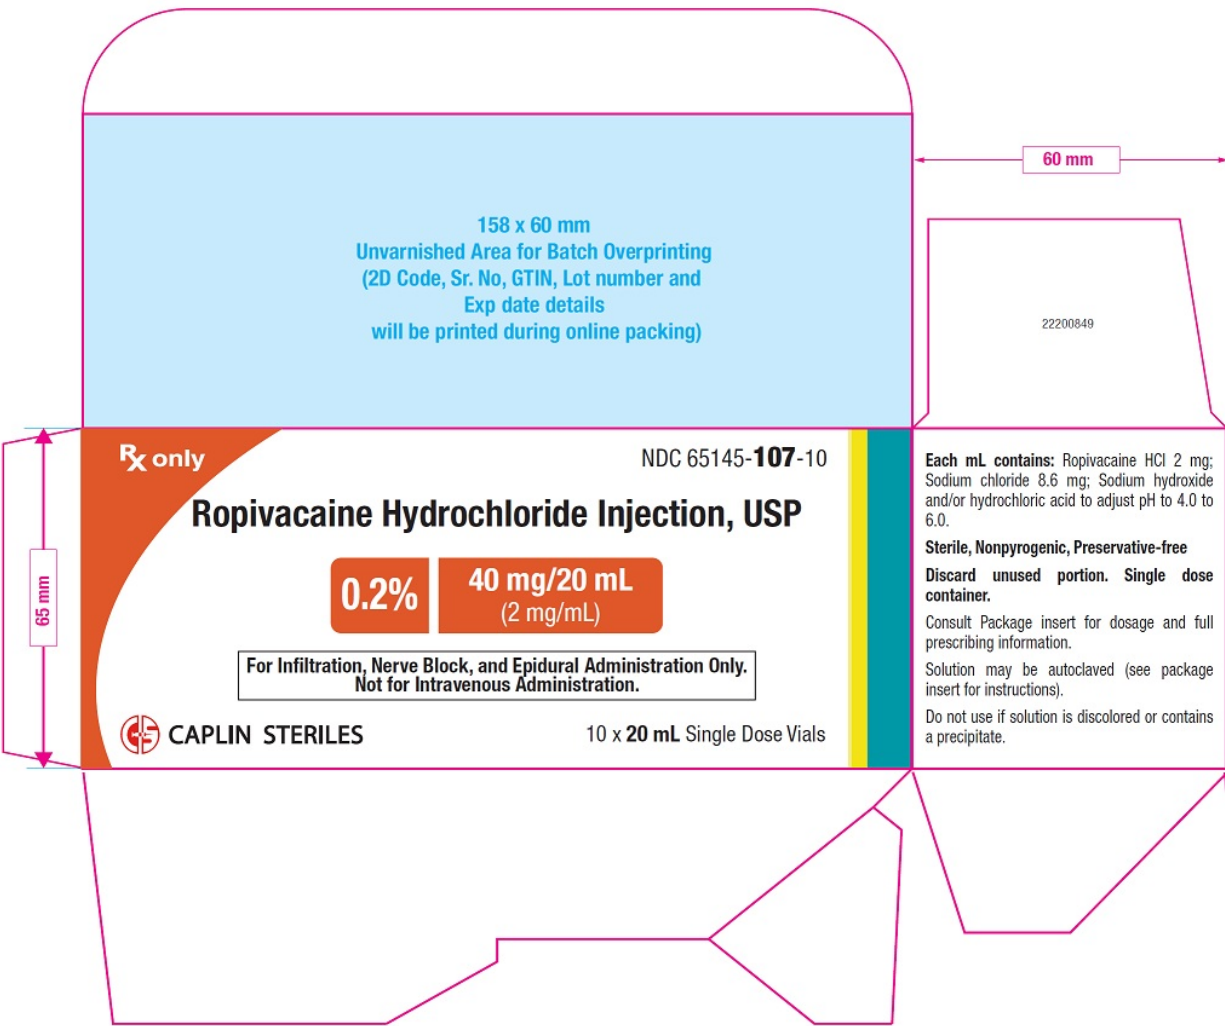 60 mm
158 x 60 mm
Unvarnished Area for Batch Overprinting
(2D Code, Sr. No, GTIN, Lot number and
Exp date details
will be printed during online packing)
22200849
65 mm
Rx only
NDC 65145-107-10
Ropivacaine Hydrochloride Injection, USP
0.2%
40 mg/20 mL
(2 mg/mL)
For Infiltration, Nerve Block, and Epidural Administration Only.
Not for Intravenous Administration.
CAPLIN STERILES
10 x 20 mL Single Dose Vials
Each mL contains: Ropivacaine HCl 2 mg;
Sodium chloride 8.6 mg; Sodium hydroxide
and/or hydrochloric acid to adjust pH to 4.0 to
6.0.
Sterile, Nonpyrogenic, Preservative-free
Discard unused portion. Single dose
container.
Consult Package insert for dosage and full
prescribing information.
Solution may be autoclaved (see package
insert for instructions).
Do not use if solution is discolored or contains
a precipitate.